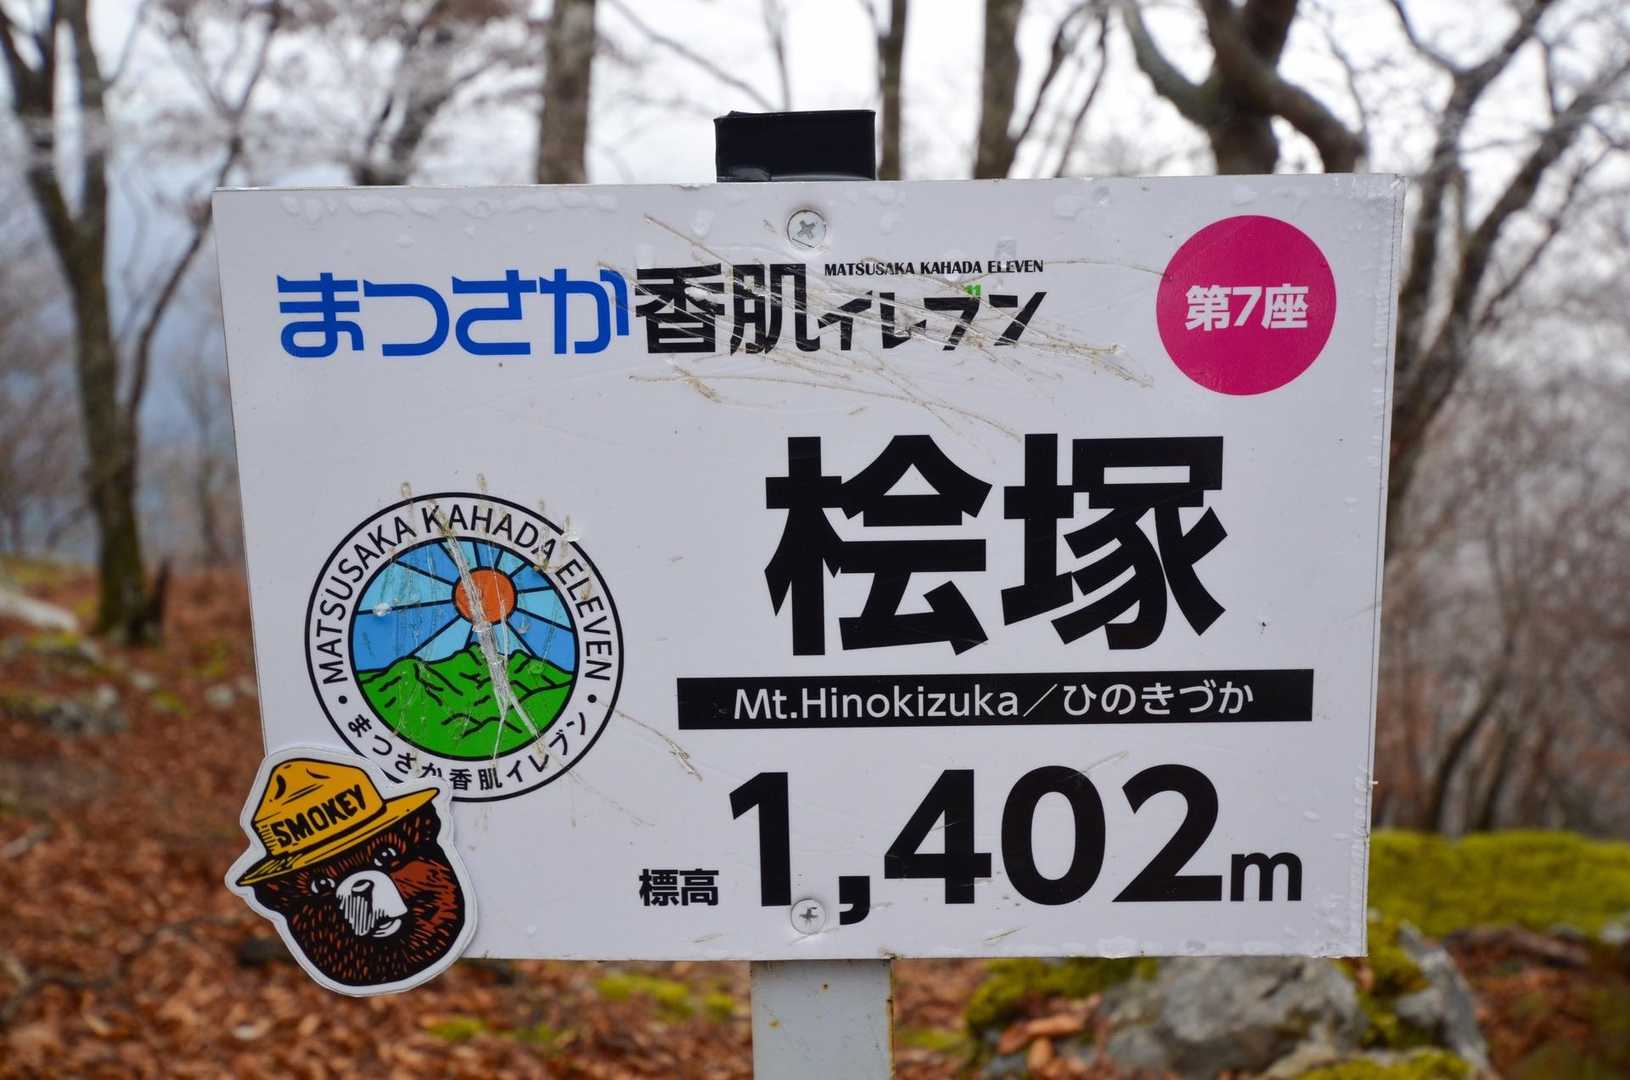 MATSUSAKA KAHADA ELEVEN
まつさか香肌イレブン
11
第7座
桧塚
Mt.Hinokizuka／ひのきづか
標高 1,402m
MATSUSAKA KAHADA ELEVEN
まつさか香肌イレブン
SMOKEY